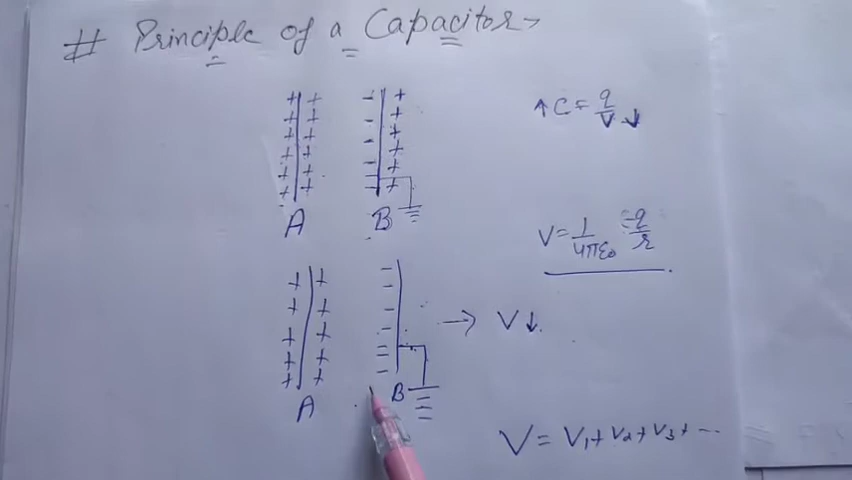 # Principle of a Capacitor→
↑ C = q/V ↓
A B
V = 1/4πε₀ -q/r
→ V↓.
A B
V = V₁+V₂+V₃+ ...